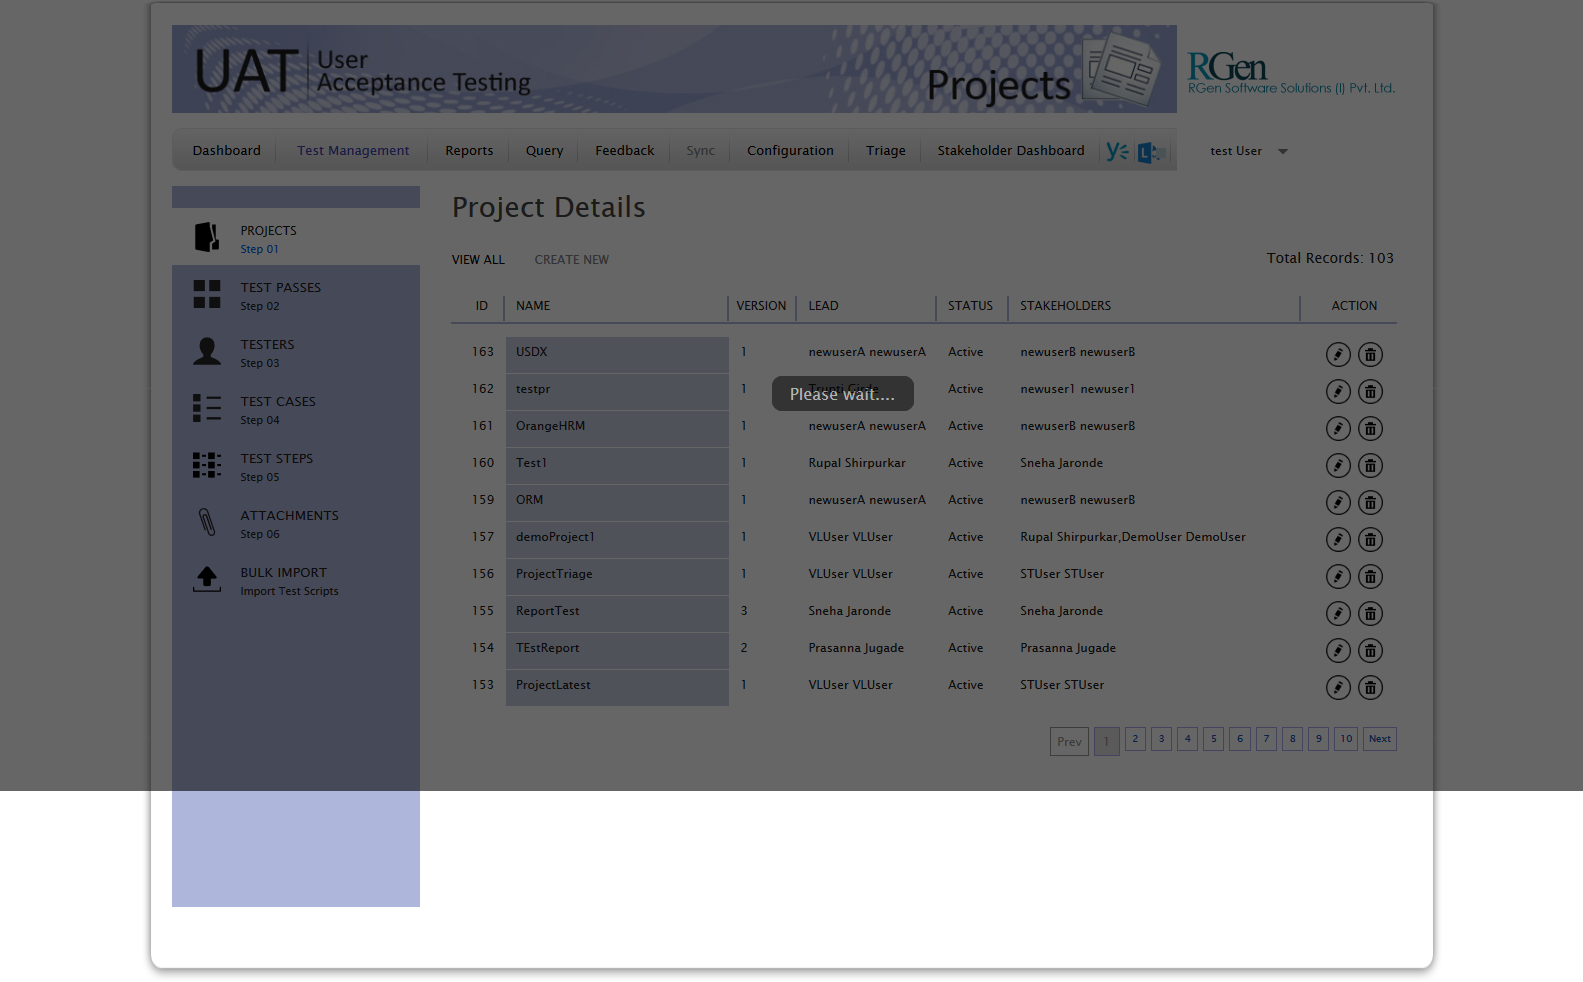 UAT User Acceptance Testing
Projects
RGen
RGen Software Solutions (I) Pvt. Ltd.
Dashboard Test Management Reports Query Feedback Sync Configuration Triage Stakeholder Dashboard test User
PROJECTS
Step 01
TEST PASSES
Step 02
TESTERS
Step 03
TEST CASES
Step 04
TEST STEPS
Step 05
ATTACHMENTS
Step 06
BULK IMPORT
Import Test Scripts
Project Details
VIEW ALL CREATE NEW Total Records: 103
ID NAME VERSION LEAD STATUS STAKEHOLDERS ACTION
163 USDX 1 newuserA newuserA Active newuserB newuserB
162 testpr 1 Trupti Girde Active newuser1 newuser1
Please wait....
161 OrangeHRM 1 newuserA newuserA Active newuserB newuserB
160 Test1 1 Rupal Shirpurkar Active Sneha Jaronde
159 ORM 1 newuserA newuserA Active newuserB newuserB
157 demoProject1 1 VLUser VLUser Active Rupal Shirpurkar,DemoUser DemoUser
156 ProjectTriage 1 VLUser VLUser Active STUser STUser
155 ReportTest 3 Sneha Jaronde Active Sneha Jaronde
154 TEstReport 2 Prasanna Jugade Active Prasanna Jugade
153 ProjectLatest 1 VLUser VLUser Active STUser STUser
Prev 1 2 3 4 5 6 7 8 9 10 Next